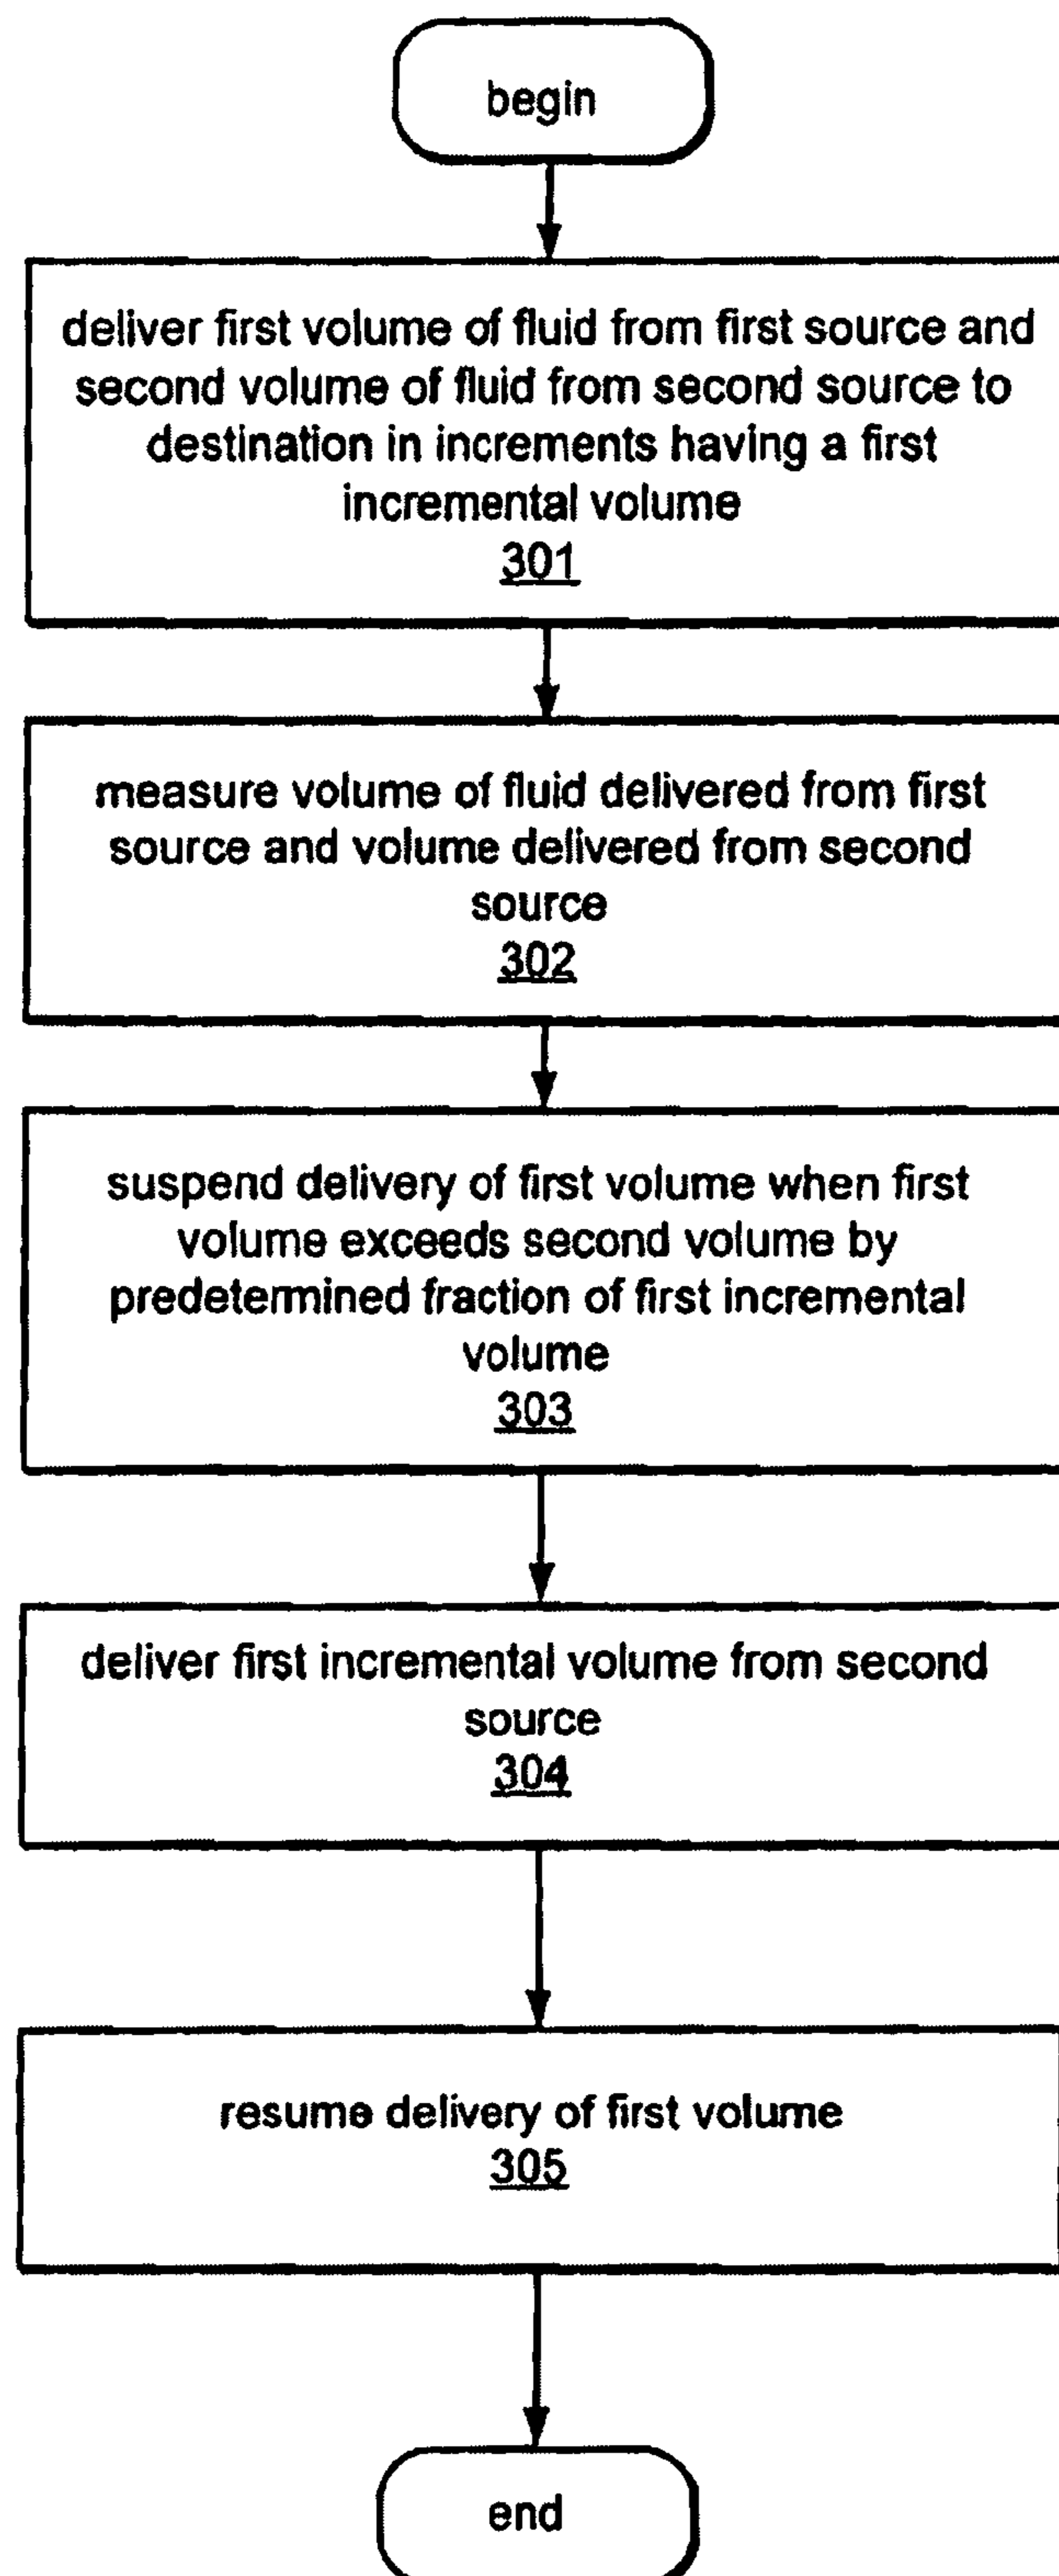 begin
deliver first volume of fluid from first source and
second volume of fluid from second source to
destination in increments having a first
incremental volume
301
measure volume of fluid delivered from first
source and volume delivered from second
source
302
suspend delivery of first volume when first
volume exceeds second volume by
predetermined fraction of first incremental
volume
303
deliver first incremental volume from second
source
304
resume delivery of first volume
305
end